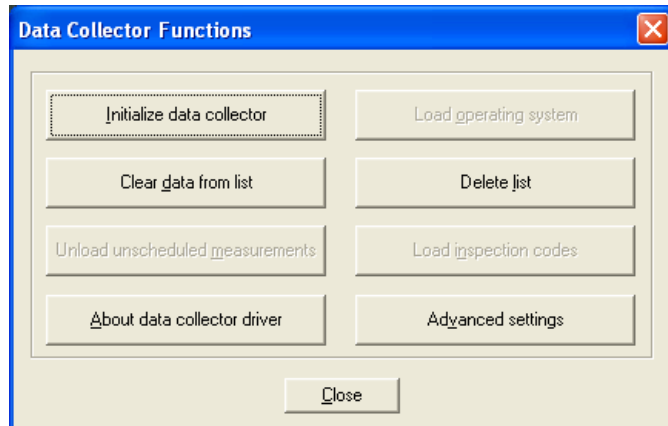 Data Collector Functions
Initialize data collector
Load operating system
Clear data from list
Delete list
Unload unscheduled measurements
Load inspection codes
About data collector driver
Advanced settings
Close